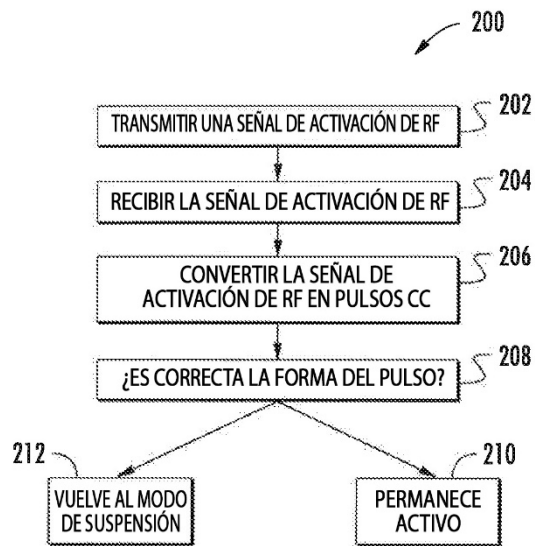 200
TRANSMITIR UNA SEÑAL DE ACTIVACIÓN DE RF
202
RECIBIR LA SEÑAL DE ACTIVACIÓN DE RF
204
CONVERTIR LA SEÑAL DE
ACTIVACIÓN DE RF EN PULSOS CC
206
¿ES CORRECTA LA FORMA DEL PULSO?
208
212
VUELVE AL MODO
DE SUSPENSIÓN
210
PERMANECE
ACTIVO